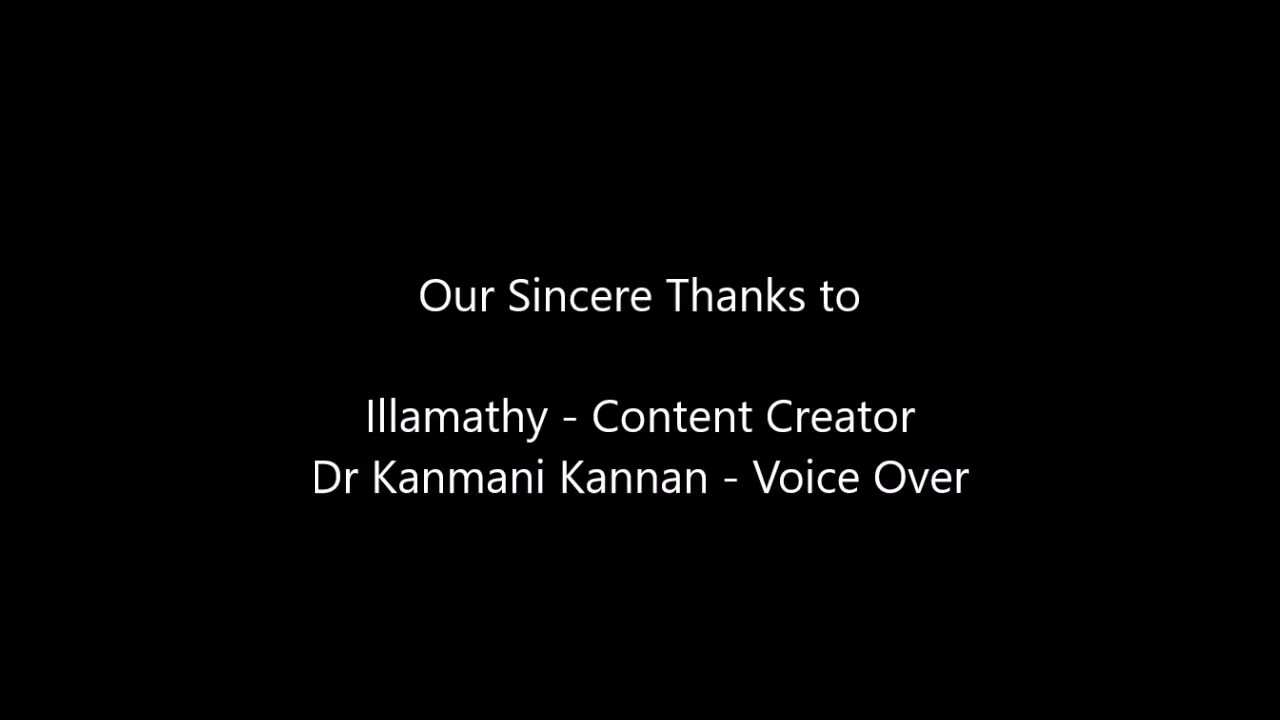 Our Sincere Thanks to
Illamathy - Content Creator
Dr Kanmani Kannan - Voice Over